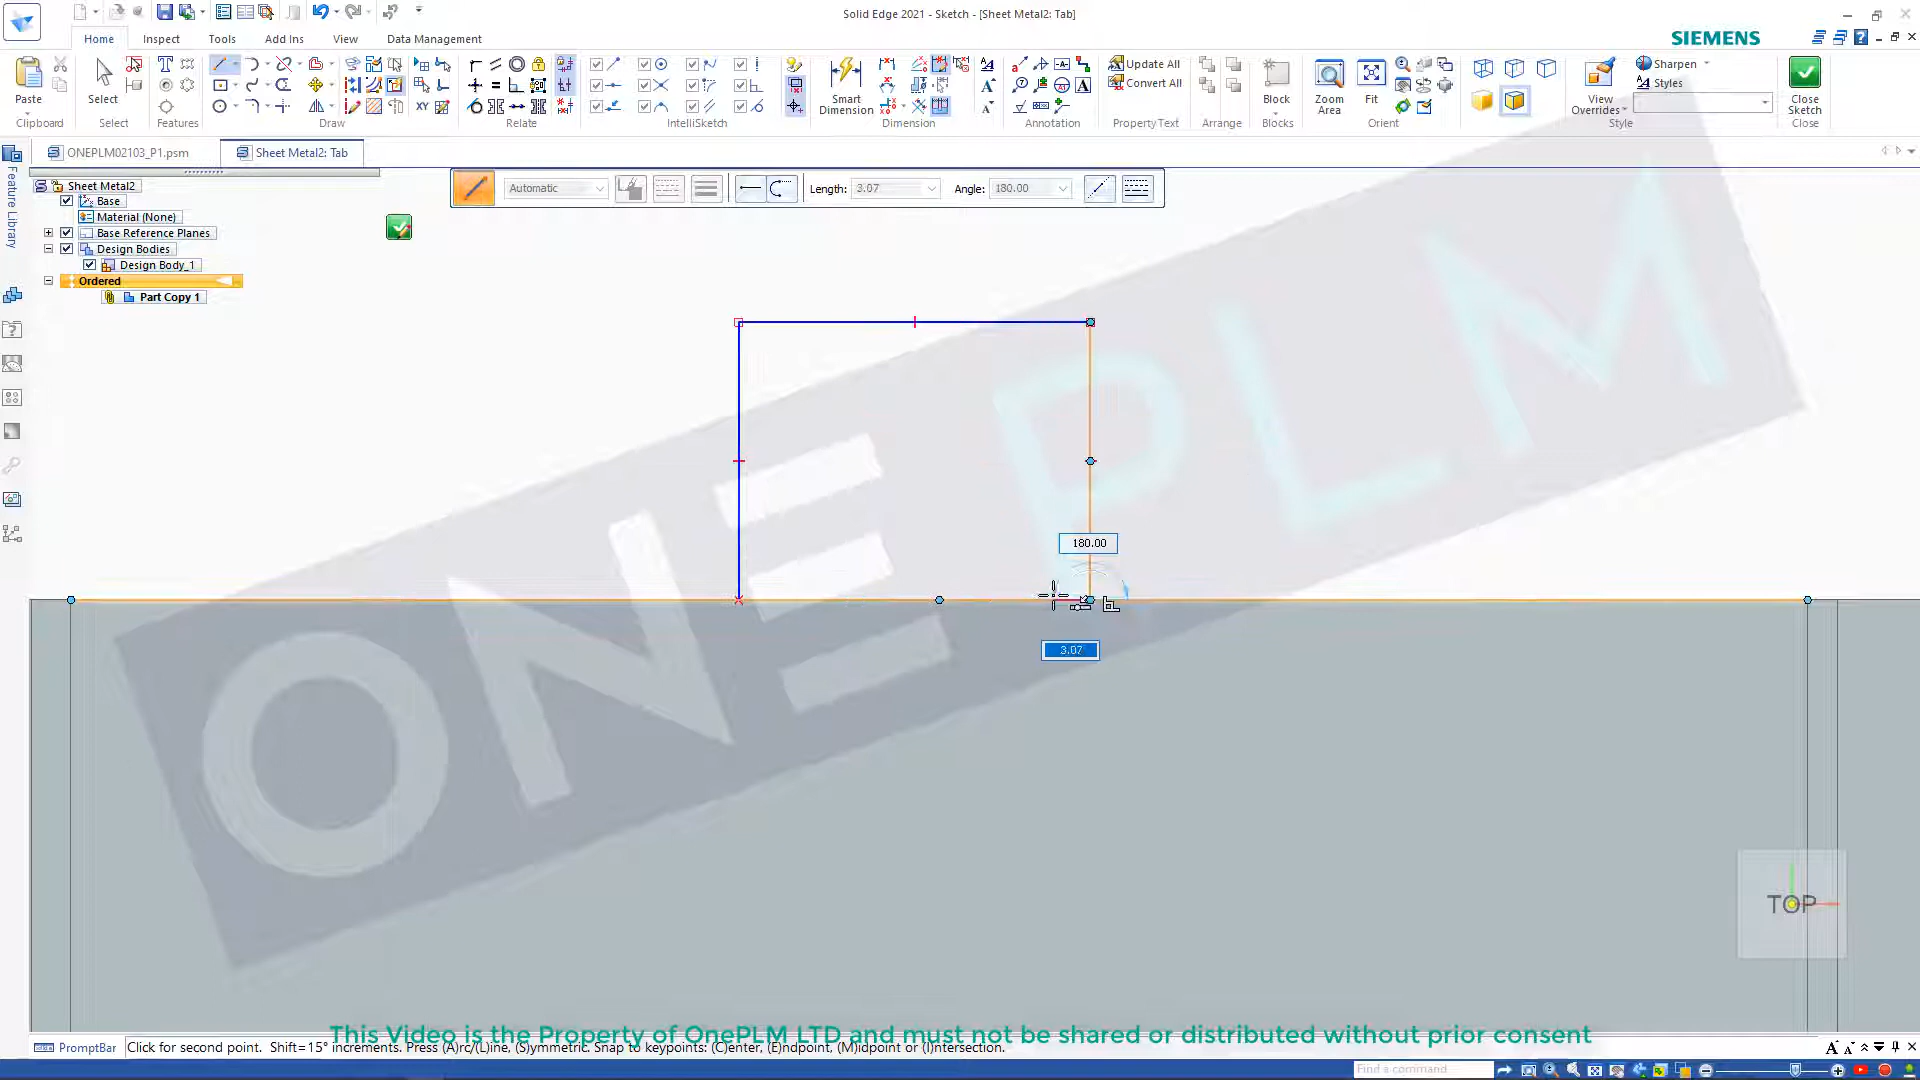 Solid Edge 2021 - Sketch - [Sheet Metal2: Tab]
Home
Inspect
Tools
Add Ins
View
Data Management
SIEMENS
Paste
Clipboard
Select
Select
Features
Draw
Relate
IntelliSketch
Smart
Dimension
Dimension
Annotation
Update All
Convert All
PropertyText
Arrange
Block
Blocks
Zoom
Area
Fit
Orient
View
Overrides
Sharpen
Styles
Style
Close
Sketch
Close
ONEPLM02103_P1.psm
Sheet Metal2: Tab
Feature Library
Sheet Metal2
Base
Material (None)
Base Reference Planes
Design Bodies
Design Body_1
Ordered
Part Copy 1
Automatic
Length: 3.07
Angle: 180.00
180.00
3.07
ONEPLM
TOP
This Video is the Property of OnePLM LTD and must not be shared or distributed without prior consent
PromptBar
Click for second point. Shift=15° increments. Press (A)rc/(L)ine, (S)ymmetric. Snap to keypoints: (C)enter, (E)ndpoint, (M)idpoint or (I)ntersection.
Find a command